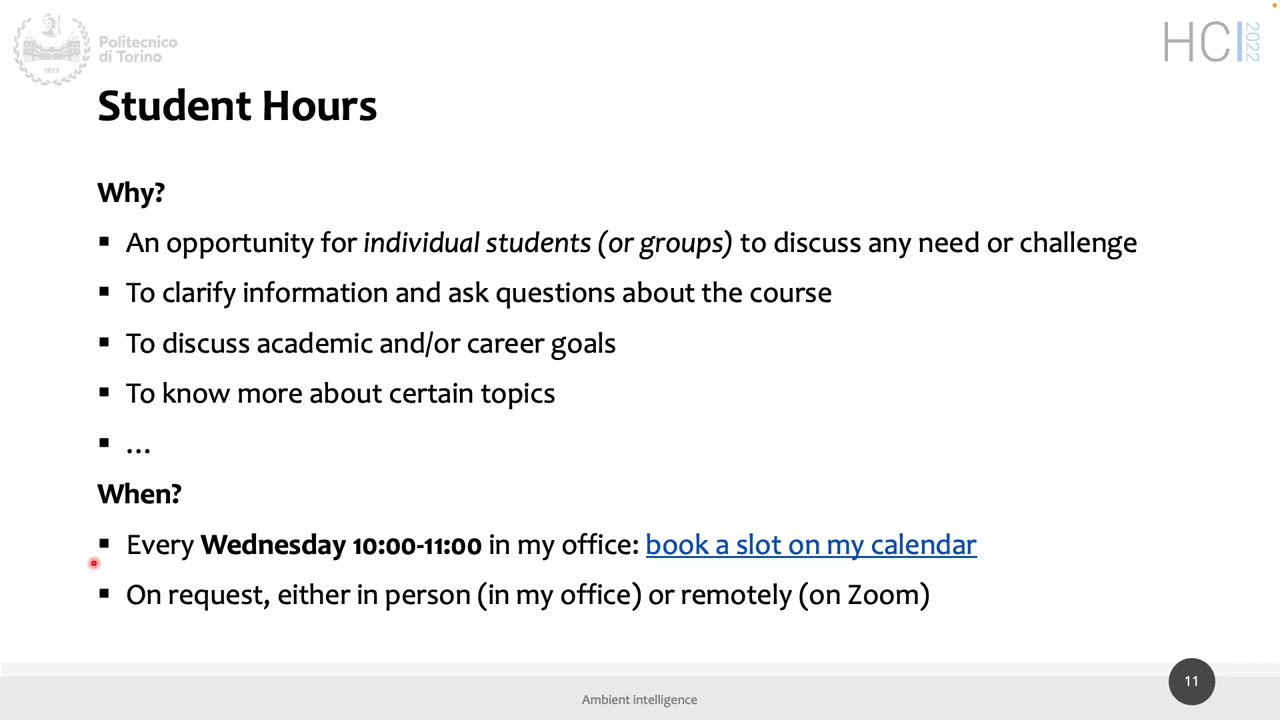 Politecnico
di Torino
1859
HCI 2022
Student Hours
Why?
▪ An opportunity for individual students (or groups) to discuss any need or challenge
▪ To clarify information and ask questions about the course
▪ To discuss academic and/or career goals
▪ To know more about certain topics
▪ ...
When?
▪ Every Wednesday 10:00-11:00 in my office: book a slot on my calendar
▪ On request, either in person (in my office) or remotely (on Zoom)
Ambient intelligence
11